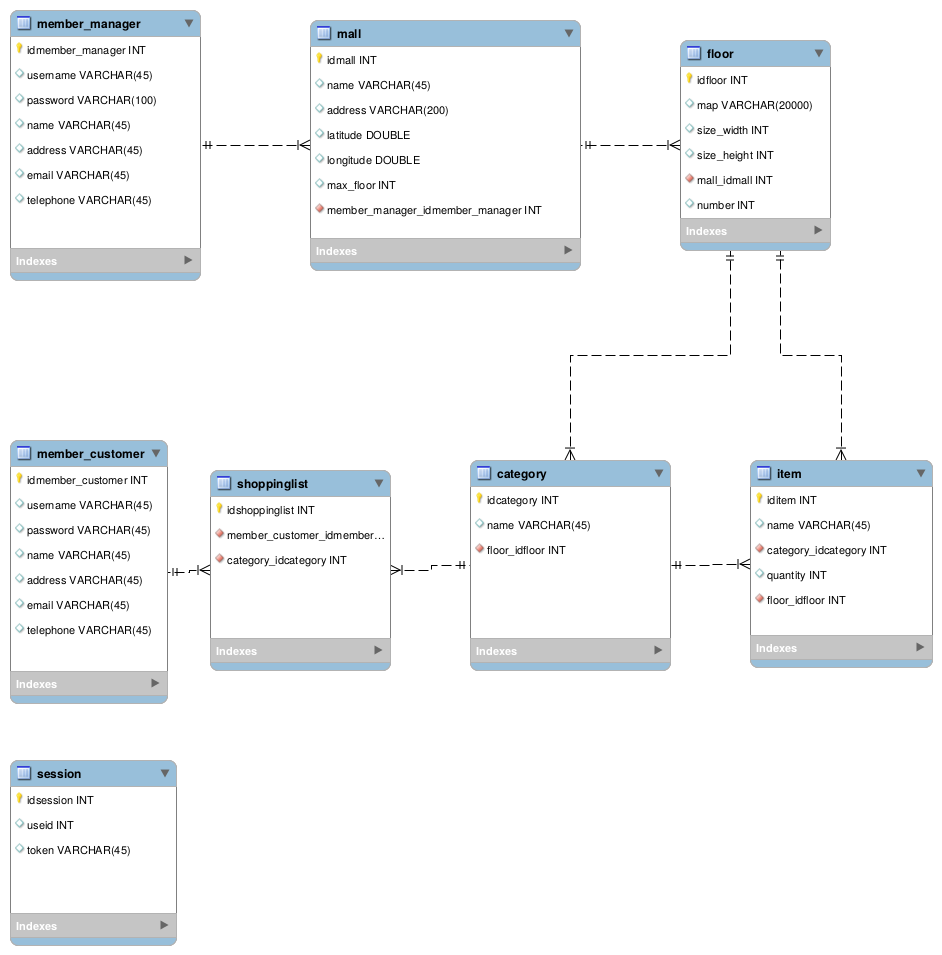 member_manager
idmember_manager INT
username VARCHAR(45)
password VARCHAR(100)
name VARCHAR(45)
address VARCHAR(45)
email VARCHAR(45)
telephone VARCHAR(45)
Indexes
mall
idmall INT
name VARCHAR(45)
address VARCHAR(200)
latitude DOUBLE
longitude DOUBLE
max_floor INT
member_manager_idmember_manager INT
Indexes
floor
idfloor INT
map VARCHAR(20000)
size_width INT
size_height INT
mall_idmall INT
number INT
Indexes
member_customer
idmember_customer INT
username VARCHAR(45)
password VARCHAR(45)
name VARCHAR(45)
address VARCHAR(45)
email VARCHAR(45)
telephone VARCHAR(45)
Indexes
shoppinglist
idshoppinglist INT
member_customer_idmember...
category_idcategory INT
Indexes
category
idcategory INT
name VARCHAR(45)
floor_idfloor INT
Indexes
item
iditem INT
name VARCHAR(45)
category_idcategory INT
quantity INT
floor_idfloor INT
Indexes
session
idsession INT
useid INT
token VARCHAR(45)
Indexes